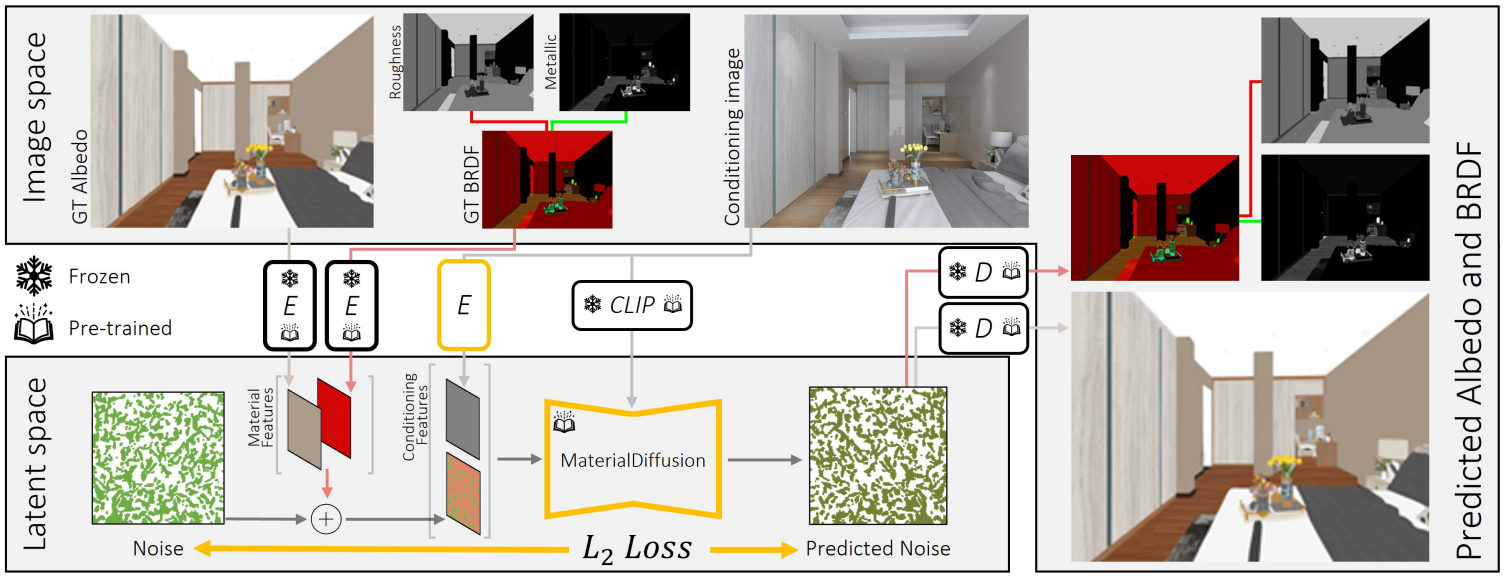 Image space
GT Albedo
Roughness
Metallic
GT BRDF
Conditioning image
Frozen
Pre-trained
E
E
E
CLIP
D
D
Predicted Albedo and BRDF
Latent space
Material
Features
Conditioning
Features
+
MaterialDiffusion
Noise
L2 Loss
Predicted Noise